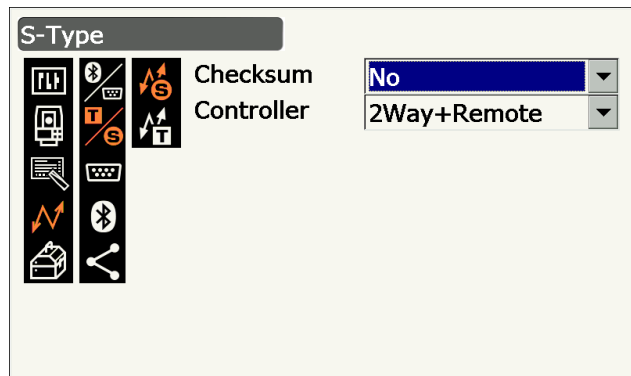 S-Type
Checksum No
Controller 2Way+Remote
T S
S
T